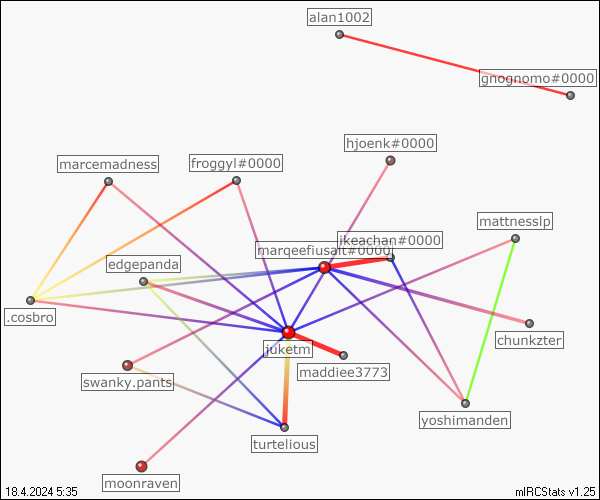 alan1002
gnognomo#0000
hjoenk#0000
marcemadness
froggyl#0000
mattnesslp
ikeachan#0000
marqeefiusalt#0000
edgepanda
.cosbro
chunkzter
juketm
maddiee3773
swanky.pants
yoshimanden
turtelious
moonraven
18.4.2024 5:35
mIRCStats v1.25